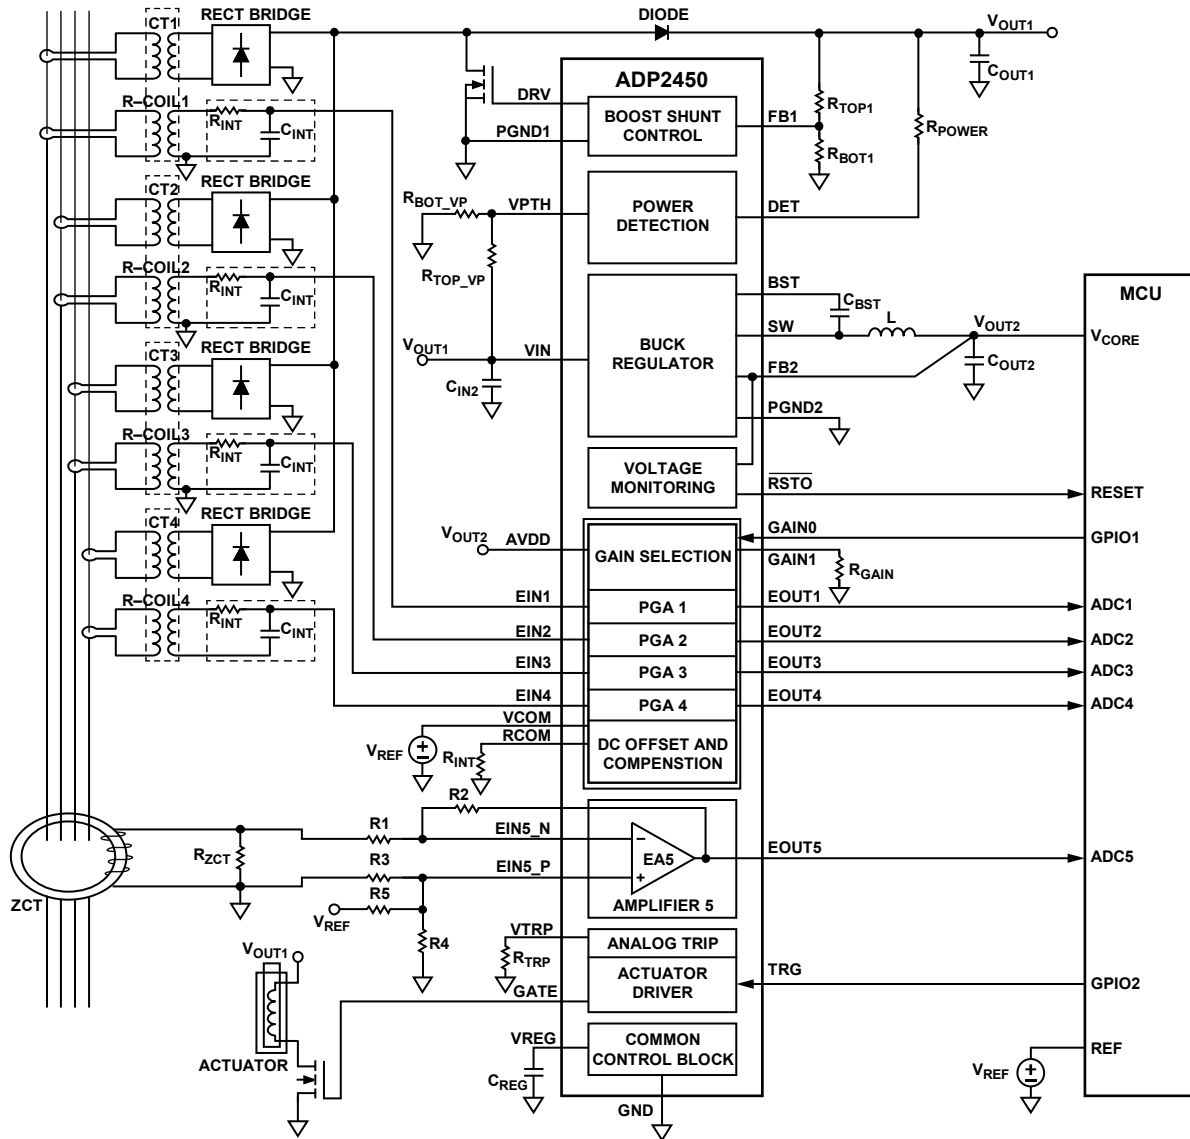 CT1
RECT BRIDGE
DIODE
VOUT1
COUT1
R–COIL1
RINT
CINT
ADP2450
DRV
PGND1
BOOST SHUNT
CONTROL
FB1
RTOP1
RBOT1
RPOWER
CT2
RECT BRIDGE
RBOT_VP
VPTH
RTOP_VP
POWER
DETECTION
DET
R–COIL2
RINT
CINT
VOUT1
VIN
CIN2
BUCK
REGULATOR
BST
CBST
SW
L
VOUT2
COUT2
FB2
PGND2
MCU
VCORE
CT3
RECT BRIDGE
R–COIL3
RINT
CINT
VOLTAGE
MONITORING
RSTO
RESET
CT4
RECT BRIDGE
VOUT2
AVDD
GAIN SELECTION
GAIN0
GPIO1
GAIN1
RGAIN
R–COIL4
RINT
CINT
EIN1
PGA 1
EOUT1
ADC1
EIN2
PGA 2
EOUT2
ADC2
EIN3
PGA 3
EOUT3
ADC3
EIN4
PGA 4
EOUT4
ADC4
VCOM
RCOM
VREF
RINT
DC OFFSET AND
COMPENSTION
ZCT
RZCT
R1
R2
R3
R5
VREF
R4
EIN5_N
EIN5_P
EA5
AMPLIFIER 5
EOUT5
ADC5
VTRP
RTRP
ANALOG TRIP
ACTUATOR
DRIVER
TRG
GPIO2
VOUT1
GATE
ACTUATOR
VREG
CREG
COMMON
CONTROL BLOCK
GND
REF
VREF